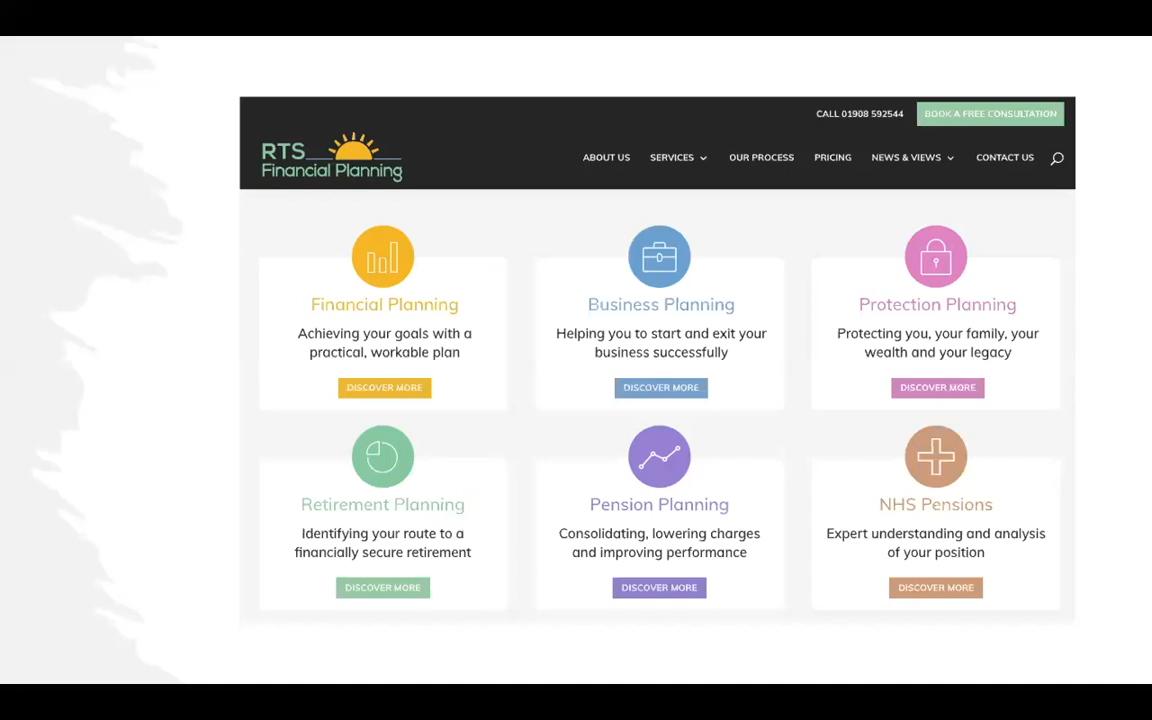 CALL 01908 592544
BOOK A FREE CONSULTATION
RTS
Financial Planning
ABOUT US
SERVICES
OUR PROCESS
PRICING
NEWS & VIEWS
CONTACT US
Financial Planning
Achieving your goals with a
practical, workable plan
DISCOVER MORE
Business Planning
Helping you to start and exit your
business successfully
DISCOVER MORE
Protection Planning
Protecting you, your family, your
wealth and your legacy
DISCOVER MORE
Retirement Planning
Identifying your route to a
financially secure retirement
DISCOVER MORE
Pension Planning
Consolidating, lowering charges
and improving performance
DISCOVER MORE
NHS Pensions
Expert understanding and analysis
of your position
DISCOVER MORE